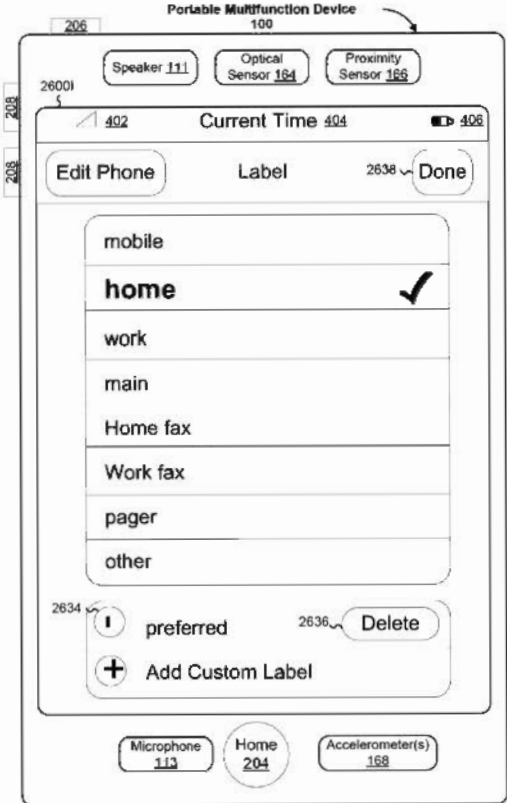 Portable Multifunction Device
100
206
Speaker 111
Optical
Sensor 164
Proximity
Sensor 166
2600I
208
402
Current Time 404
406
208
Edit Phone
Label
2638
Done
mobile
home
work
main
Home fax
Work fax
pager
other
2634
preferred
2636
Delete
Add Custom Label
Microphone
113
Home
204
Accelerometer(s)
168